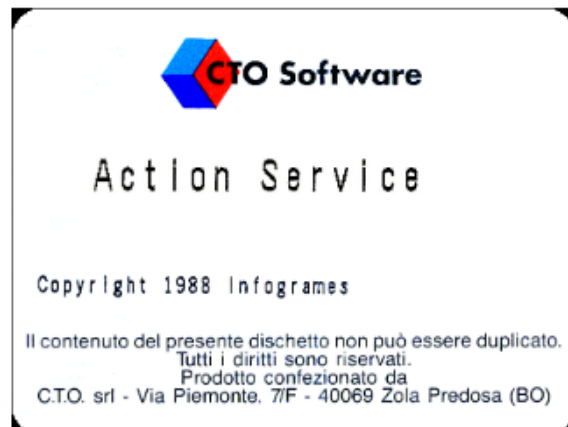 CTO Software
Action Service
Copyright 1988 Infogrames
Il contenuto del presente dischetto non può essere duplicato.
Tutti i diritti sono riservati.
Prodotto confezionato da
C.T.O. srl - Via Piemonte, 7/F - 40069 Zola Predosa (BO)